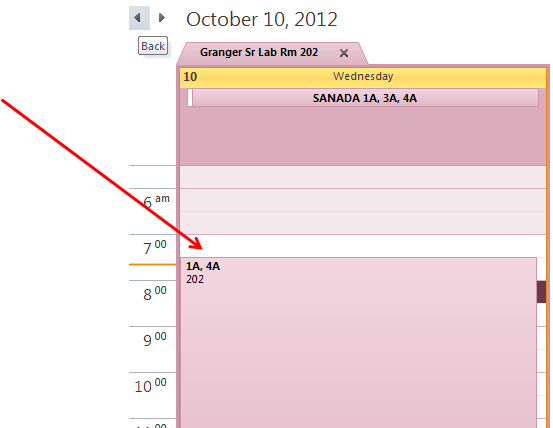 October 10, 2012
Back
Granger Sr Lab Rm 202
10 Wednesday
SANADA 1A, 3A, 4A
6 am
7 00
1A, 4A
202
8 00
9 00
10 00